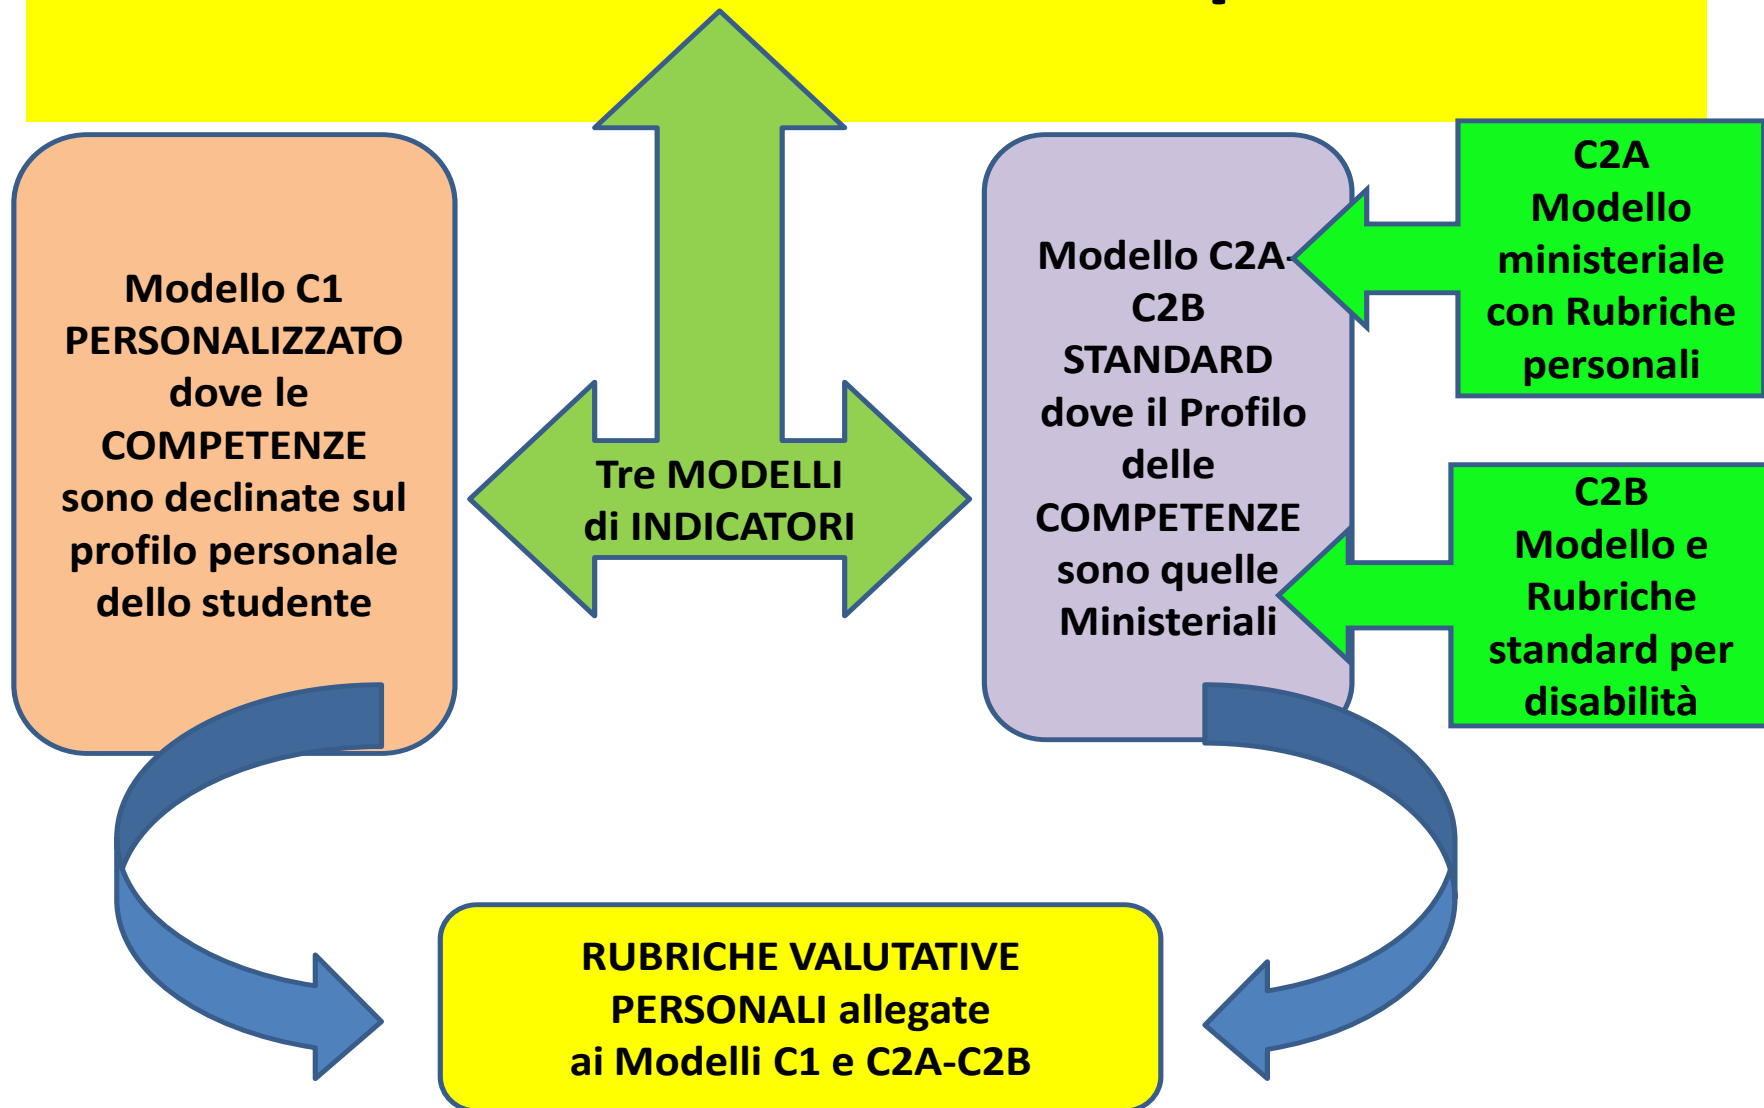 Modello C1
PERSONALIZZATO
dove le
COMPETENZE
sono declinate sul
profilo personale
dello studente
Tre MODELLI
di INDICATORI
Modello C2A-
C2B
STANDARD
dove il Profilo
delle
COMPETENZE
sono quelle
Ministeriali
C2A
Modello
ministeriale
con Rubriche
personali
C2B
Modello e
Rubriche
standard per
disabilità
RUBRICHE VALUTATIVE
PERSONALI allegate
ai Modelli C1 e C2A-C2B